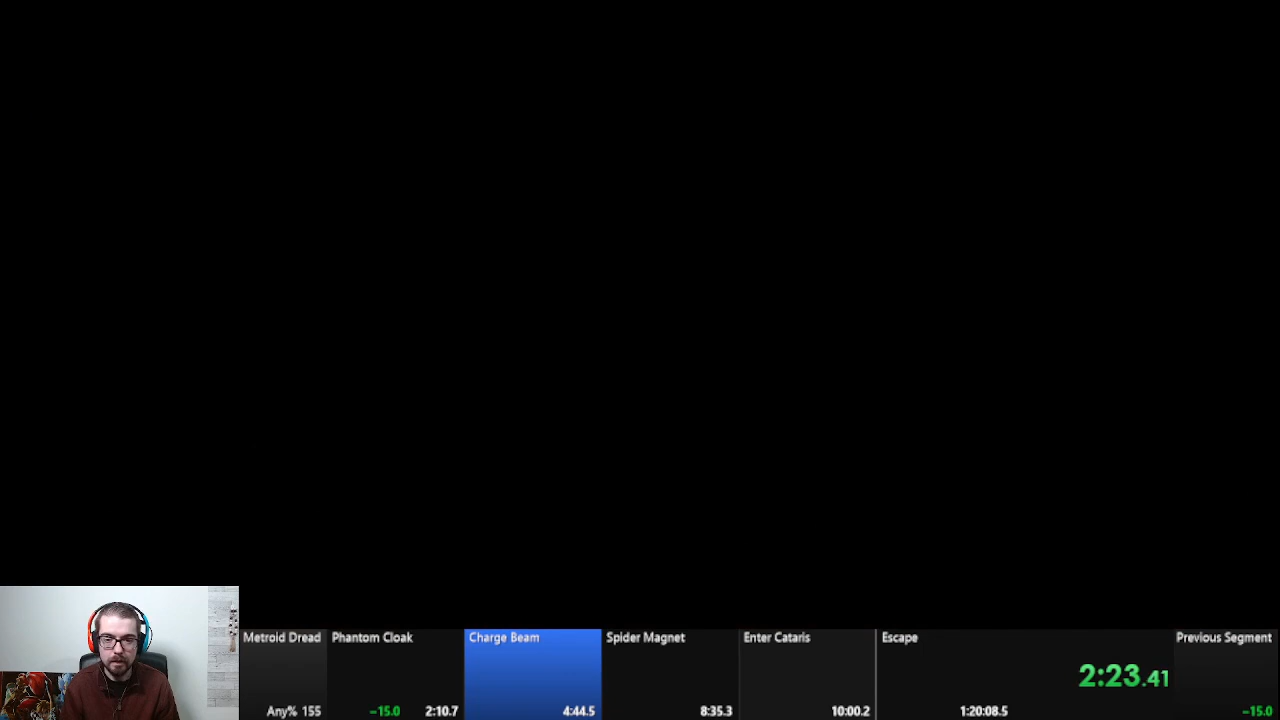 Metroid Dread
Any% 155
Phantom Cloak
-15.0 2:10.7
Charge Beam
4:44.5
Spider Magnet
8:35.3
Enter Cataris
10:00.2
Escape
1:20:08.5
2:23.41
Previous Segment
-15.0